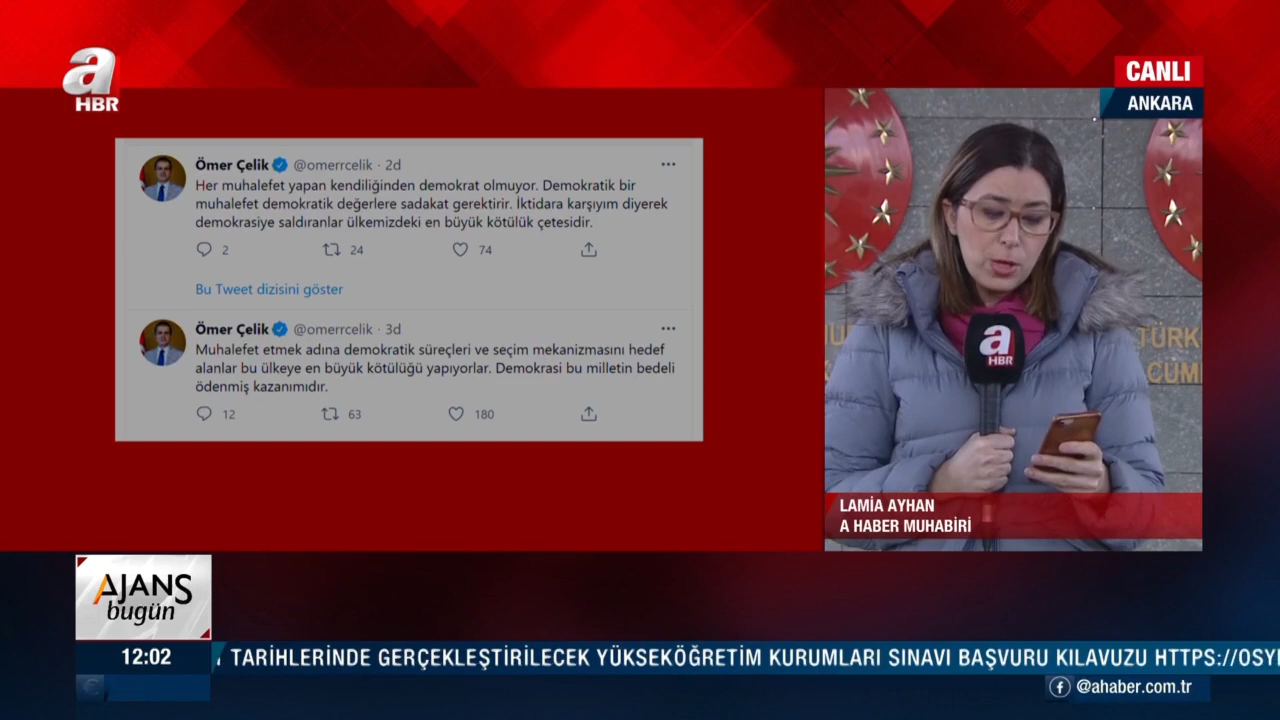 a
HBR
CANLI
ANKARA
Ömer Çelik @omerrcelik · 2d
Her muhalefet yapan kendiliğinden demokrat olmuyor. Demokratik bir
muhalefet demokratik değerlere sadakat gerektirir. İktidara karşıyım diyerek
demokrasiye saldıranlar ülkemizdeki en büyük kötülük çetesidir.
2 24 74
Bu Tweet dizisini göster
Ömer Çelik @omerrcelik · 3d
Muhalefet etmek adına demokratik süreçleri ve seçim mekanizmasını hedef
alanlar bu ülkeye en büyük kötülüğü yapıyorlar. Demokrasi bu milletin bedeli
ödenmiş kazanımıdır.
12 63 180
TÜRK
CUM
a
HBR
LAMİA AYHAN
A HABER MUHABİRİ
AJANS
bugün
12:02
TARİHLERİNDE GERÇEKLEŞTİRİLECEK YÜKSEKÖĞRETİM KURUMLARI SINAVI BAŞVURU KILAVUZU HTTPS://OSY
@ahaber.com.tr